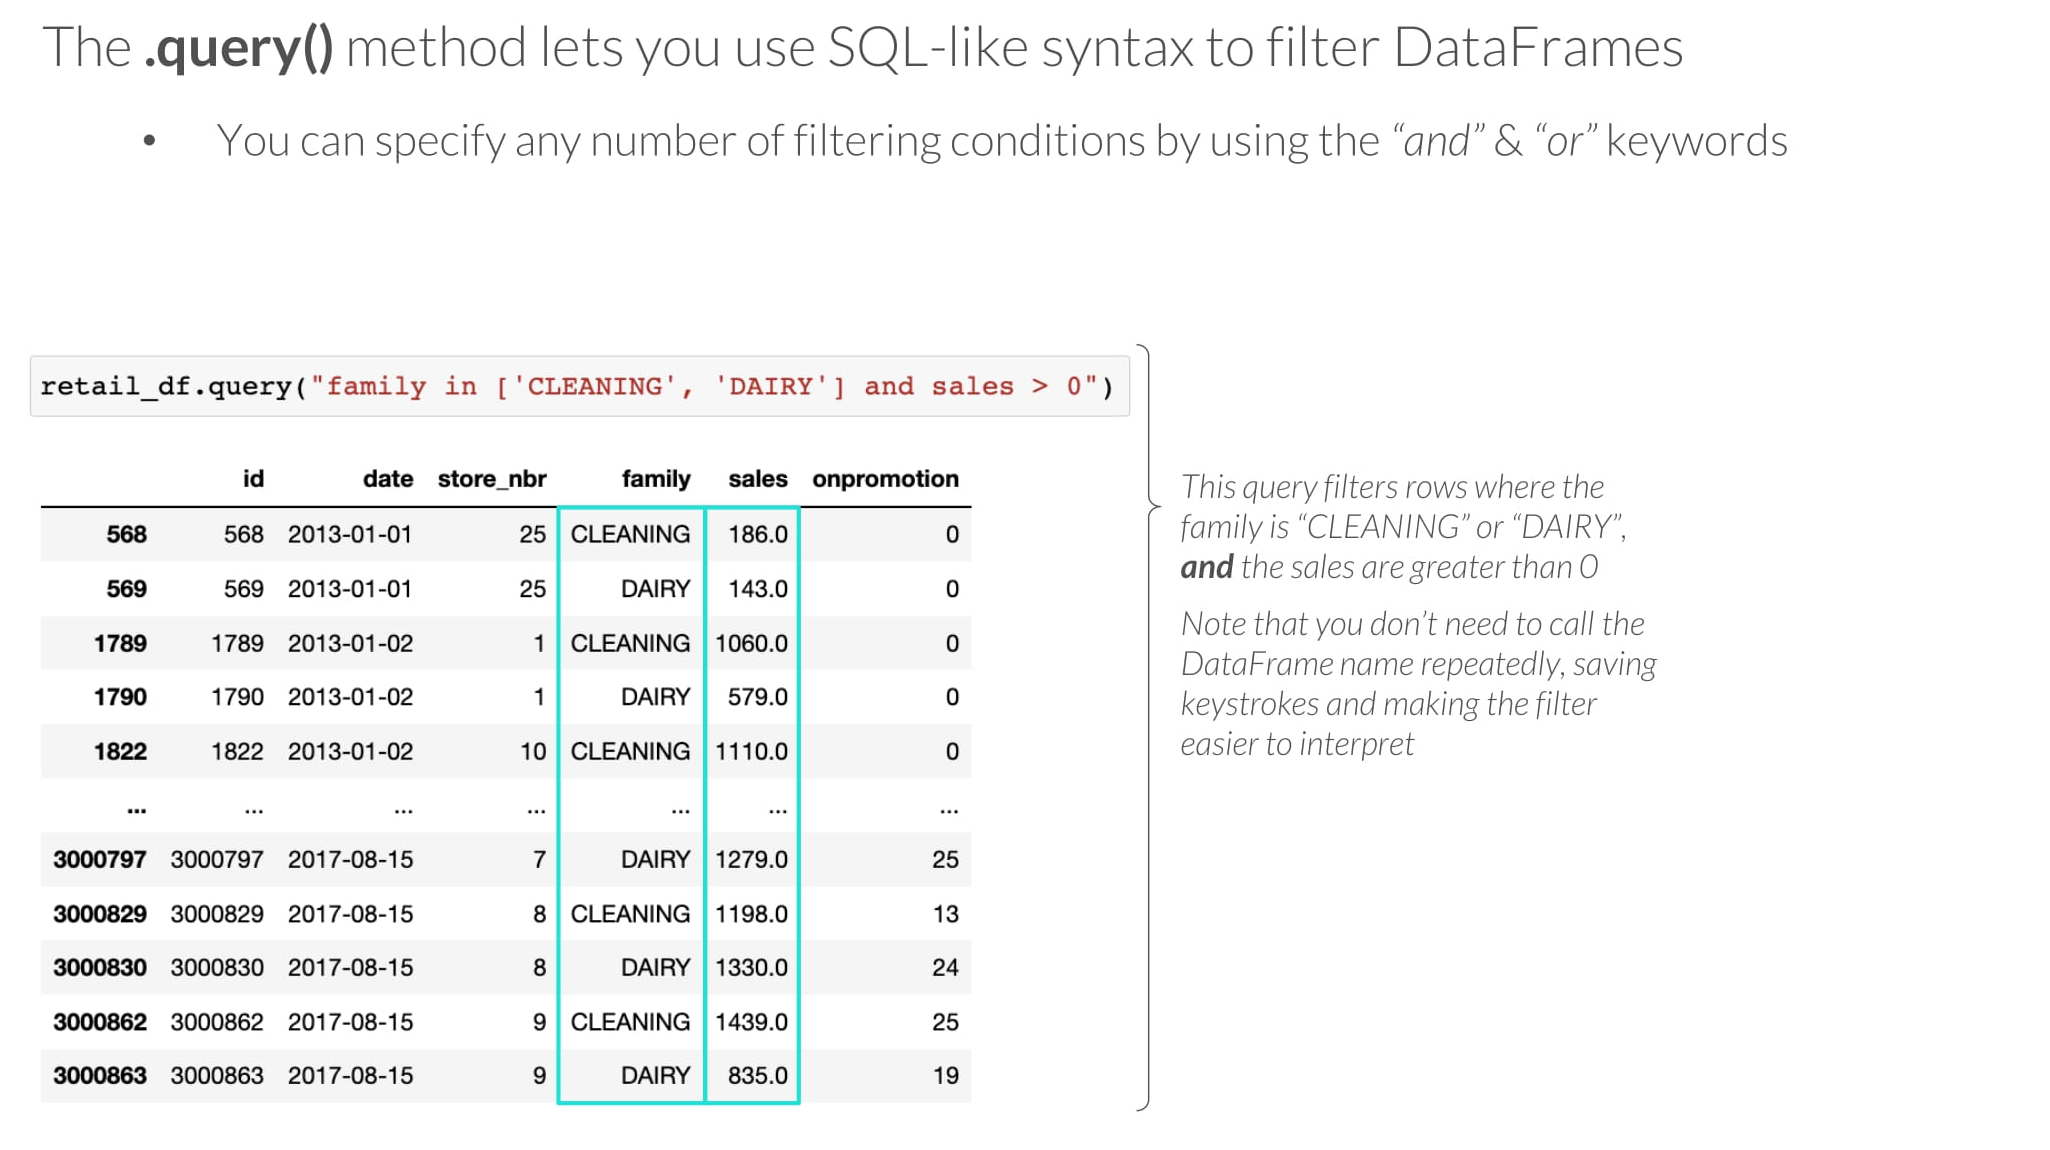 The .query() method lets you use SQL-like syntax to filter DataFrames
• You can specify any number of filtering conditions by using the “and” & “or” keywords
retail_df.query("family in ['CLEANING', 'DAIRY'] and sales > 0")
id date store_nbr family sales onpromotion
568 568 2013-01-01 25 CLEANING 186.0 0
569 569 2013-01-01 25 DAIRY 143.0 0
1789 1789 2013-01-02 1 CLEANING 1060.0 0
1790 1790 2013-01-02 1 DAIRY 579.0 0
1822 1822 2013-01-02 10 CLEANING 1110.0 0
... ... ... ... ... ... ...
3000797 3000797 2017-08-15 7 DAIRY 1279.0 25
3000829 3000829 2017-08-15 8 CLEANING 1198.0 13
3000830 3000830 2017-08-15 8 DAIRY 1330.0 24
3000862 3000862 2017-08-15 9 CLEANING 1439.0 25
3000863 3000863 2017-08-15 9 DAIRY 835.0 19
This query filters rows where the
family is “CLEANING” or “DAIRY”,
and the sales are greater than 0
Note that you don’t need to call the
DataFrame name repeatedly, saving
keystrokes and making the filter
easier to interpret